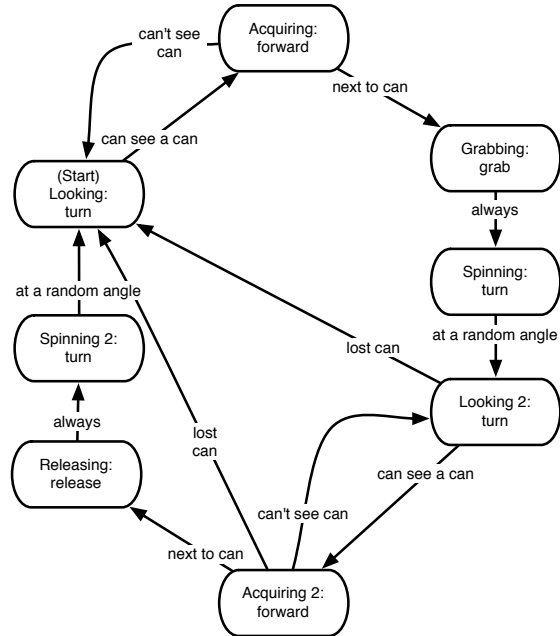 Acquiring:
forward
can't see
can
next to can
can see a can
Grabbing:
grab
(Start)
Looking:
turn
always
Spinning:
turn
at a random angle
at a random angle
Spinning 2:
turn
lost can
Looking 2:
turn
always
lost
can
Releasing:
release
can see a can
can't see can
next to can
Acquiring 2:
forward